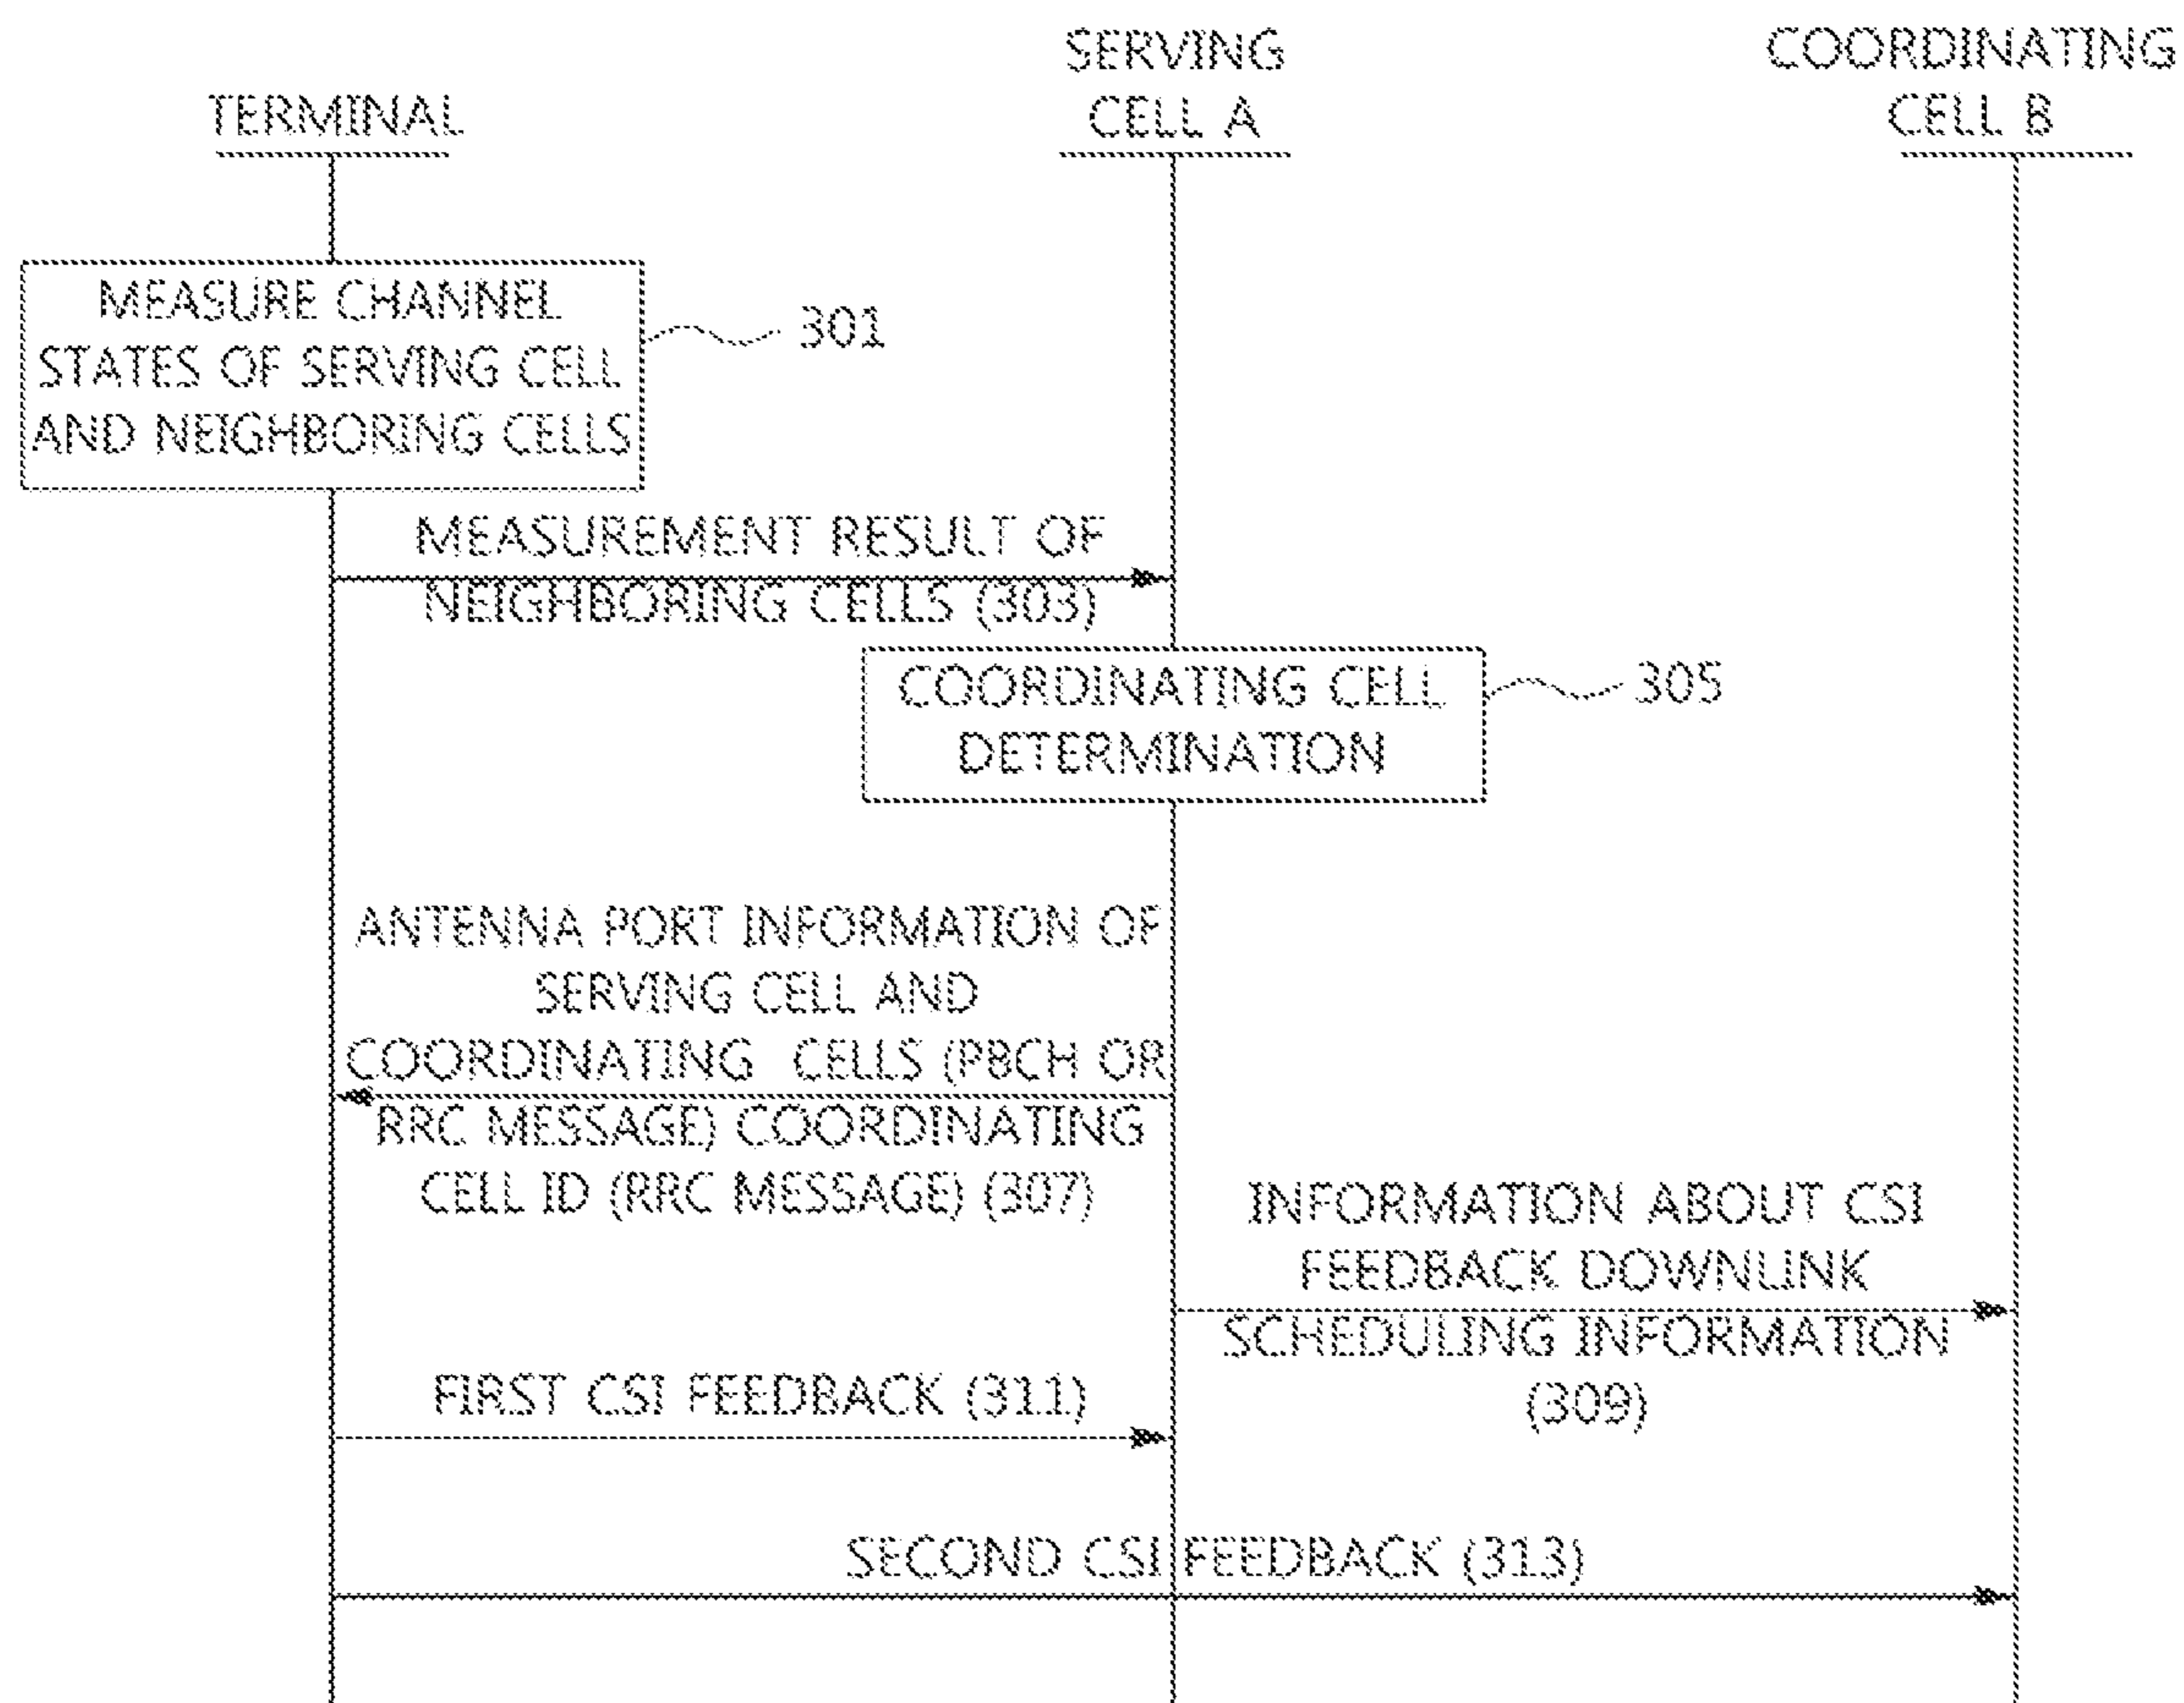 TERMINAL
SERVING
CELL A
COORDINATING
CELL B
MEASURE CHANNEL
STATES OF SERVING CELL
AND NEIGHBORING CELLS
301
MEASUREMENT RESULT OF
NEIGHBORING CELLS (303)
COORDINATING CELL
DETERMINATION
305
ANTENNA PORT INFORMATION OF
SERVING CELL AND
COORDINATING CELLS (PBCH OR
RRC MESSAGE) COORDINATING
CELL ID (RRC MESSAGE) (307)
INFORMATION ABOUT CSI
FEEDBACK DOWNLINK
SCHEDULING INFORMATION
(309)
FIRST CSI FEEDBACK (311)
SECOND CSI FEEDBACK (313)